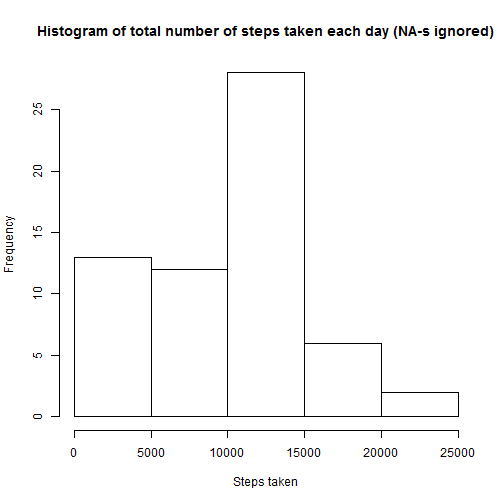 Histogram of total number of steps taken each day (NA-s ignored)
Frequency
25
20
15
10
5
0
0 5000 10000 15000 20000 25000
Steps taken